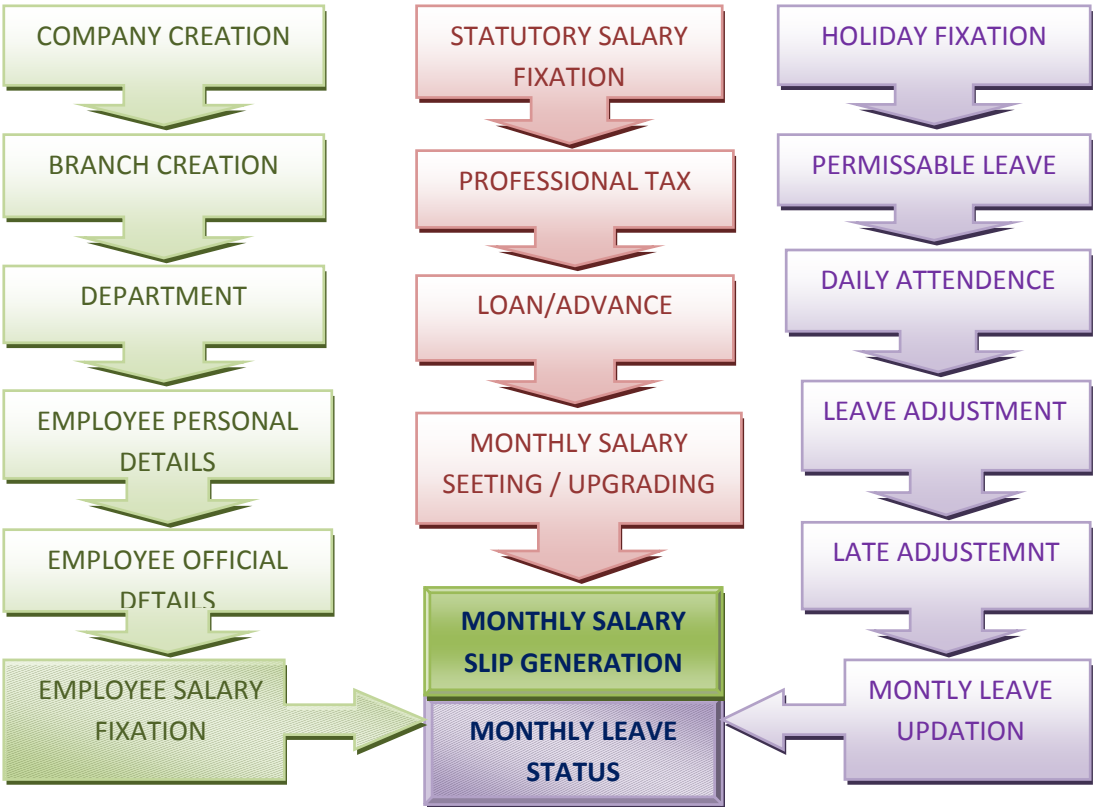 COMPANY CREATION
BRANCH CREATION
DEPARTMENT
EMPLOYEE PERSONAL
DETAILS
EMPLOYEE OFFICIAL
DETAILS
EMPLOYEE SALARY
FIXATION
STATUTORY SALARY
FIXATION
PROFESSIONAL TAX
LOAN/ADVANCE
MONTHLY SALARY
SEETING / UPGRADING
MONTHLY SALARY
SLIP GENERATION
MONTHLY LEAVE
STATUS
HOLIDAY FIXATION
PERMISSABLE LEAVE
DAILY ATTENDENCE
LEAVE ADJUSTMENT
LATE ADJUSTEMNT
MONTLY LEAVE
UPDATION